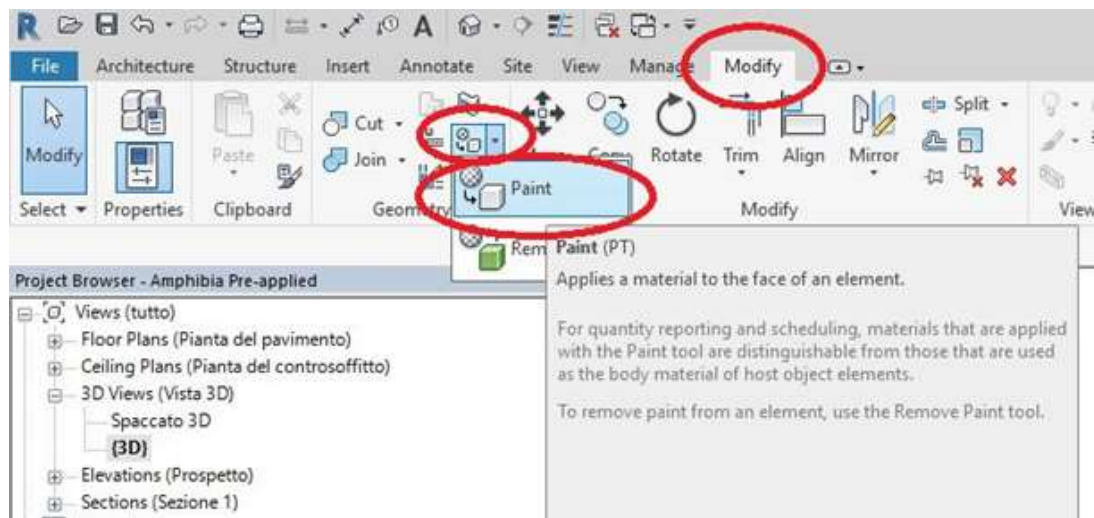 File Architecture Structure Insert Annotate Site View Manage Modify
Cut
Split
Modify
Paste
Join
Rotate Trim Align Mirror
Paint
Select Properties Clipboard Geometry Modify View
Paint (PT)
Applies a material to the face of an element.
For quantity reporting and scheduling, materials that are applied
with the Paint tool are distinguishable from those that are used
as the body material of host object elements.
To remove paint from an element, use the Remove Paint tool.
Project Browser - Amphibia Pre-applied
Views (tutto)
Floor Plans (Pianta del pavimento)
Ceiling Plans (Pianta del controsoffitto)
3D Views (Vista 3D)
Spaccato 3D
{3D}
Elevations (Prospetto)
Sections (Sezione 1)